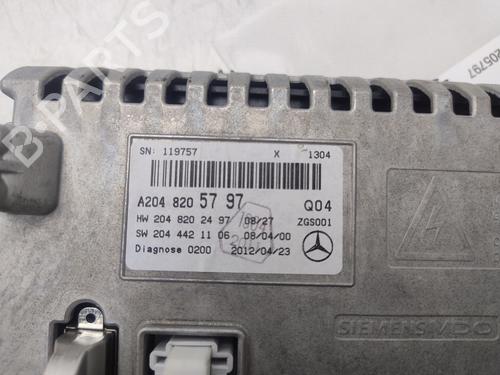 205797
SN: 119757 X 1304
A204 820 57 97 Q04
HW 204 820 24 97 08/27 ZGS001
SW 204 442 11 06 08/04/00
Diagnose 0200 2012/04/23
SIEMENS VDO